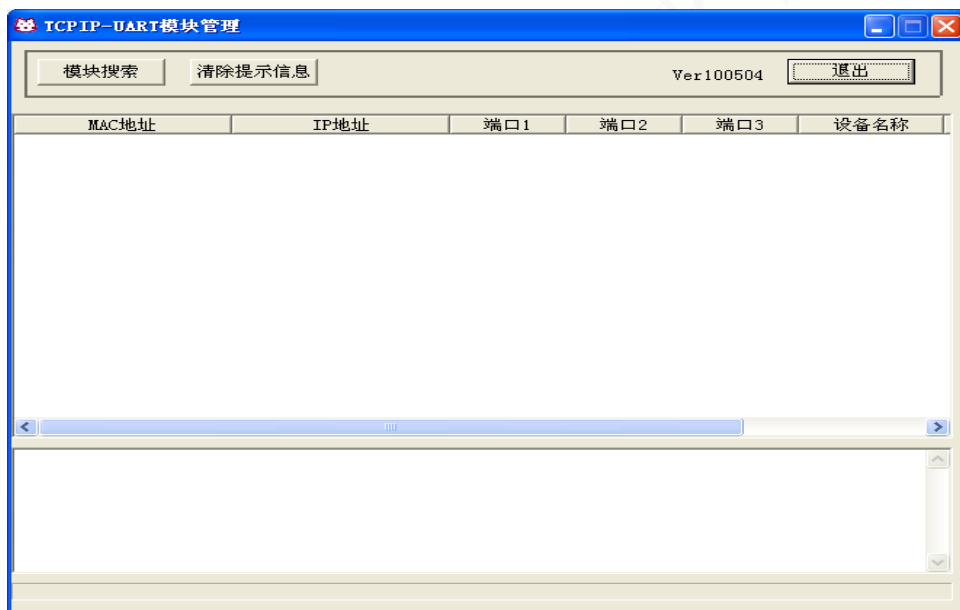 TCPIP-UART模块管理
模块搜索 清除提示信息 Ver100504 退出
MAC地址 IP地址 端口1 端口2 端口3 设备名称